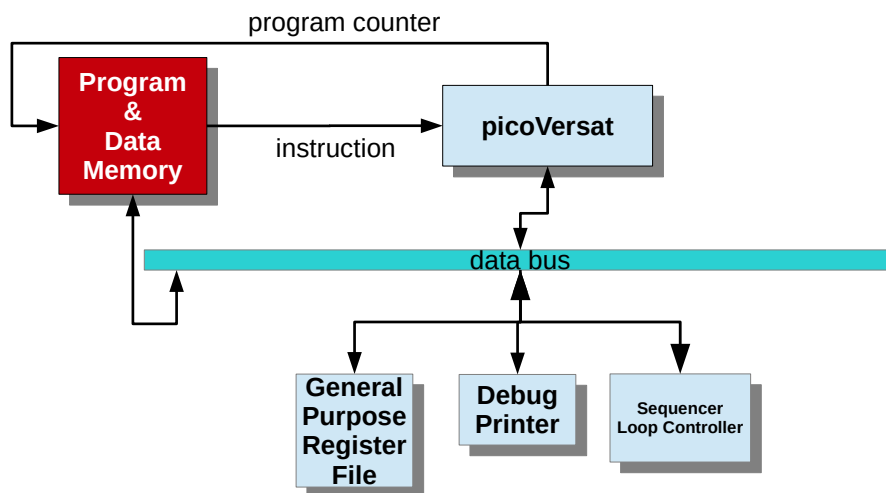 program counter
Program
&
Data
Memory
instruction
picoVersat
data bus
General
Purpose
Register
File
Debug
Printer
Sequencer
Loop Controller